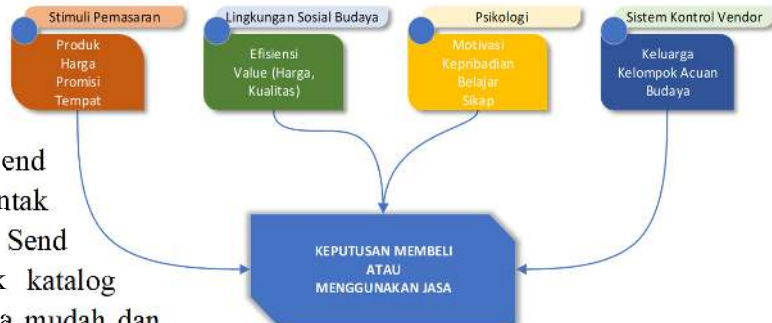 Stimuli Pemasaran
Produk
Harga
Promisi
Tempat
Lingkungan Sosial Budaya
Efisiensi
Value (Harga,
Kualitas)
Psikologi
Motivasi
Kepribadian
Belajar
Sikap
Sistem Kontrol Vendor
Keluarga
Kelompok Acuan
Budaya
end
ntak
Send
k katalog
a mudah dan
KEPUTUSAN MEMBELI
ATAU
MENGGUNAKAN JASA